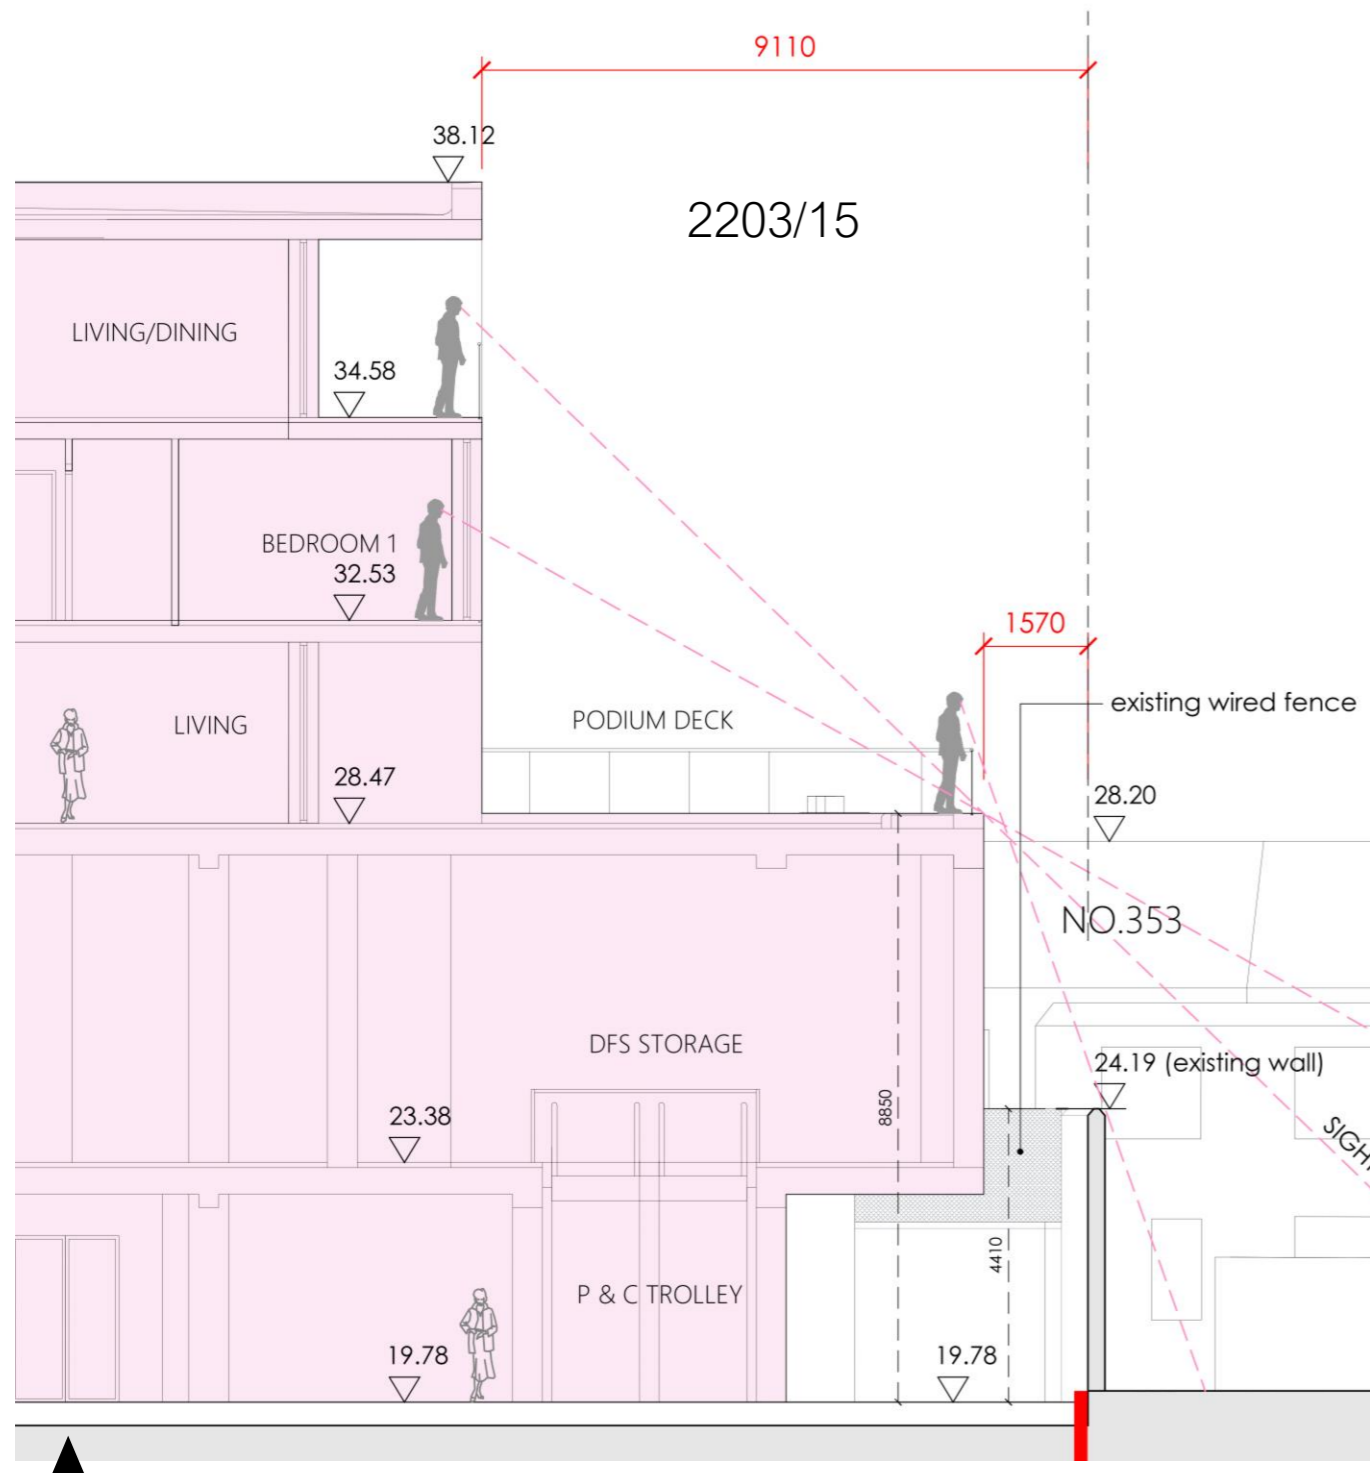 9110
38.12
2203/15
LIVING/DINING
34.58
BEDROOM 1
32.53
1570
existing wired fence
PODIUM DECK
LIVING
28.47
28.20
NO.353
DFS STORAGE
24.19 (existing wall)
8850
23.38
4410
P & C TROLLEY
19.78
19.78